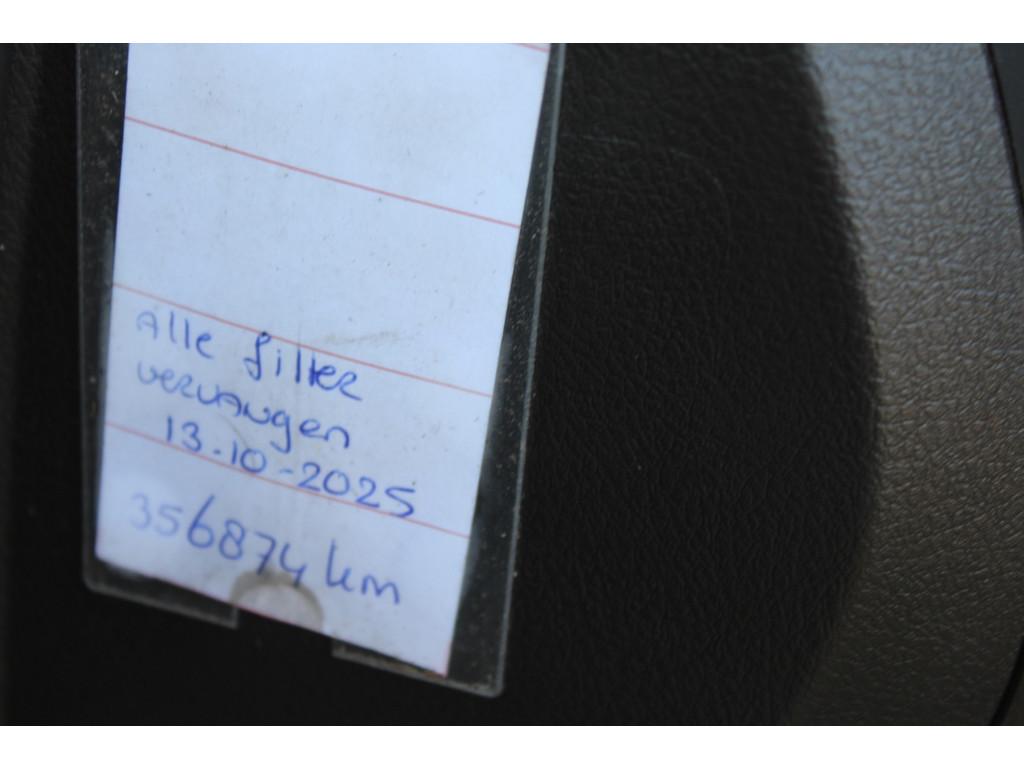 Alle filter
vervangen
13.10-2025
356874 km